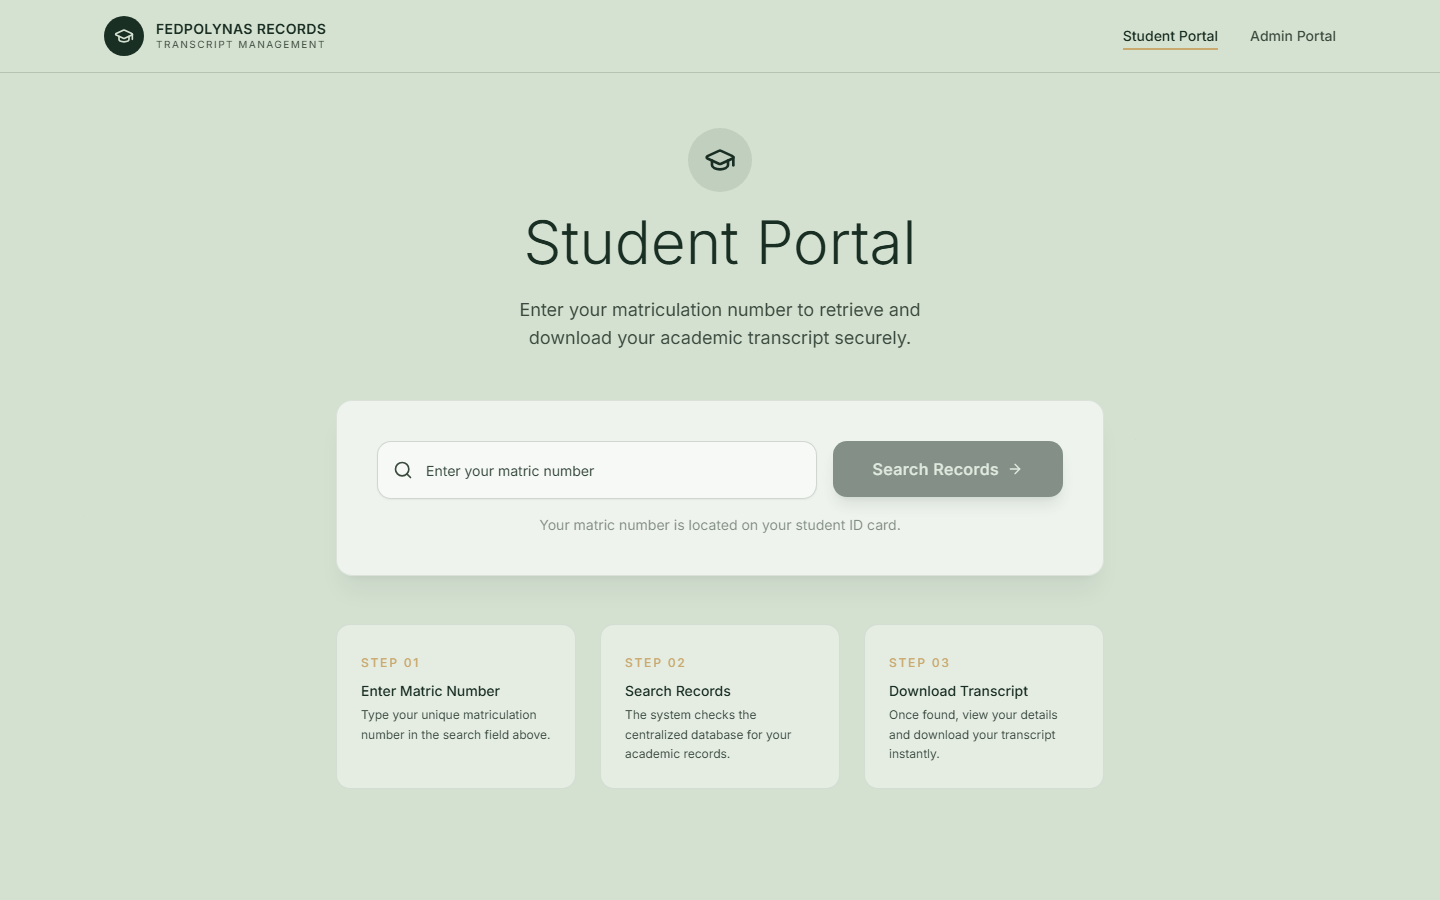 FEDPOLYNAS RECORDS
TRANSCRIPT MANAGEMENT
Student Portal
Admin Portal
Student Portal
Enter your matriculation number to retrieve and
download your academic transcript securely.
Enter your matric number
Search Records
Your matric number is located on your student ID card.
STEP 01
Enter Matric Number
Type your unique matriculation
number in the search field above.
STEP 02
Search Records
The system checks the
centralized database for your
academic records.
STEP 03
Download Transcript
Once found, view your details
and download your transcript
instantly.